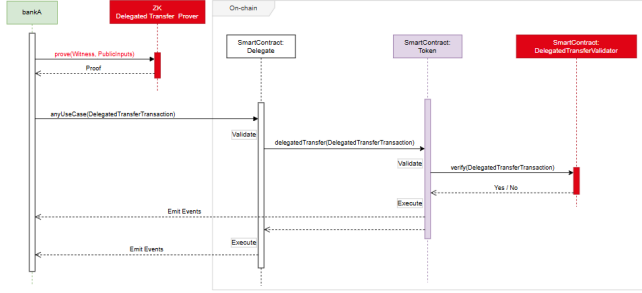 bankA
ZK
Delegated Transfer Prover
On-chain
SmartContract:
Delegate
SmartContract:
Token
SmartContract:
DelegatedTransferValidator
prove(Witness, PublicInputs)
Proof
anyUseCase(DelegatedTransferTransaction)
Validate
delegatedTransfer(DelegatedTransferTransaction)
Validate
verify(DelegatedTransferTransaction)
Yes / No
Execute
Emit Events
Execute
Emit Events